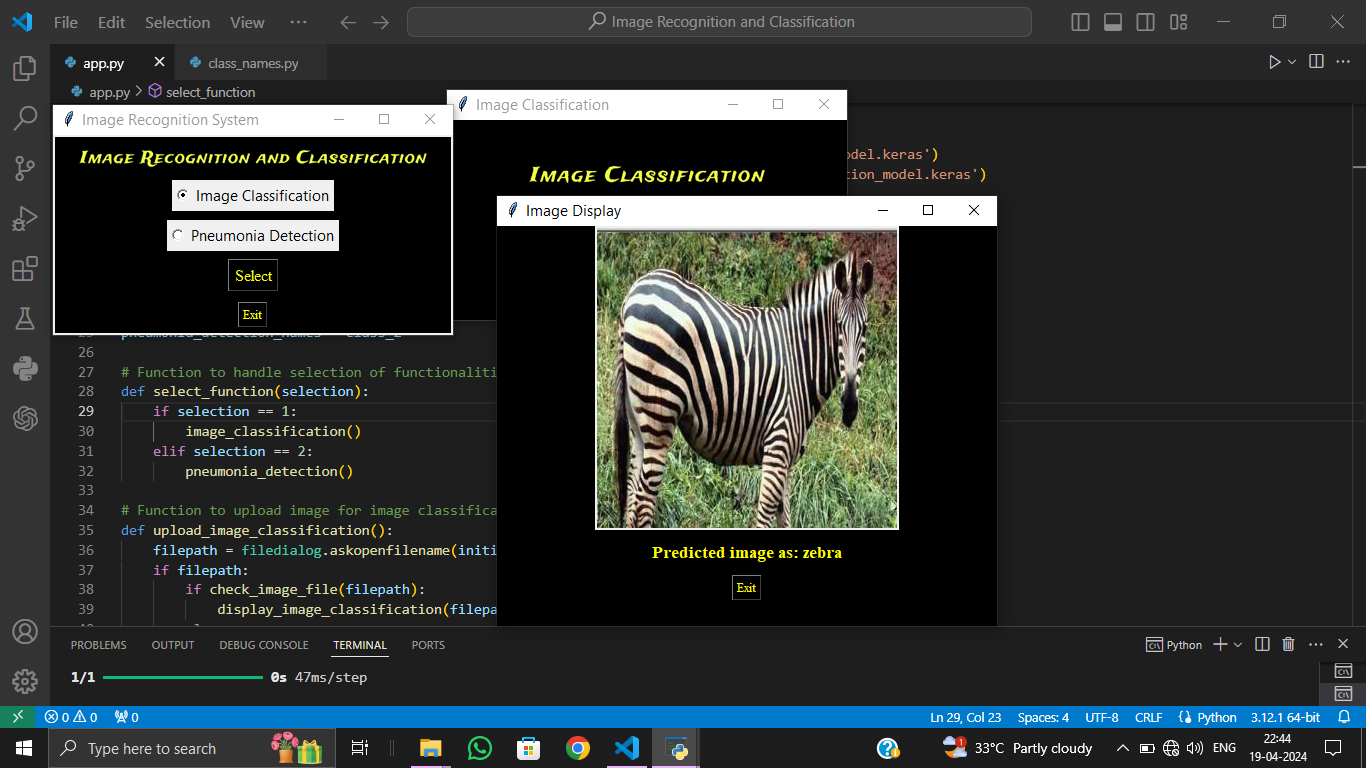 File Edit Selection View ··· Image Recognition and Classification
app.py class_names.py
app.py > select_function
Image Recognition System
Image Recognition and Classification
Image Classification
Pneumonia Detection
Select
Exit
Image Classification
Image Classification
odel.keras')
tion_model.keras')
Image Display
Predicted image as: zebra
Exit
26
27 # Function to handle selection of functionaliti
28 def select_function(selection):
29 if selection == 1:
30 image_classification()
31 elif selection == 2:
32 pneumonia_detection()
33
34 # Function to upload image for image classifica
35 def upload_image_classification():
36 filepath = filedialog.askopenfilename(initi
37 if filepath:
38 if check_image_file(filepath):
39 display_image_classification(filepa
PROBLEMS OUTPUT DEBUG CONSOLE TERMINAL PORTS Python
1/1 0s 47ms/step
0 0 0 Ln 29, Col 23 Spaces: 4 UTF-8 CRLF Python 3.12.1 64-bit
Type here to search 33°C Partly cloudy ENG 22:44
19-04-2024